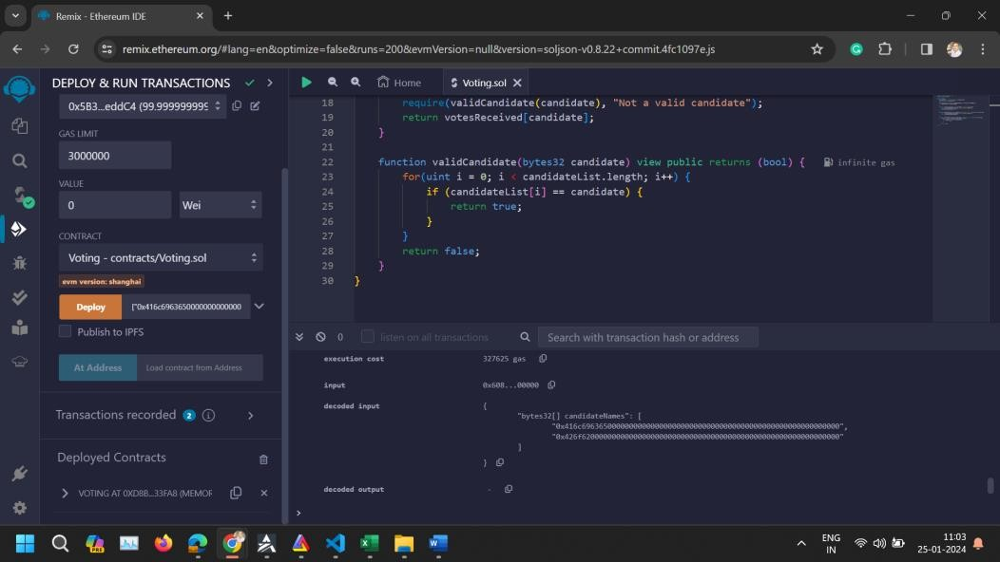 Remix - Ethereum IDE
remix.ethereum.org/#lang=en&optimize=false&runs=200&evmVersion=null&version=soljson-v0.8.22+commit.4fc1097e.js
DEPLOY & RUN TRANSACTIONS
Home
Voting.sol
0x5B3...eddC4 (99.999999999
GAS LIMIT
3000000
VALUE
0
Wei
CONTRACT
Voting - contracts/Voting.sol
evm version: shanghai
Deploy
["0x416c6963650000000000000
Publish to IPFS
At Address
Load contract from Address
Transactions recorded 2 i
Deployed Contracts
VOTING AT 0XD8B...33FA8 (MEMOR
18 require(validCandidate(candidate), "Not a valid candidate");
19 return votesReceived[candidate];
20 }
21
22 function validCandidate(bytes32 candidate) view public returns (bool) { infinite gas
23 for(uint i = 0; i < candidateList.length; i++) {
24 if (candidateList[i] == candidate) {
25 return true;
26 }
27 }
28 return false;
29 }
30 }
0
listen on all transactions
Search with transaction hash or address
execution cost 327625 gas
input 0x608...00000
decoded input {
"bytes32[] candidateNames": [
"0x416c696365000000000000000000000000000000000000000000000000000000",
"0x426f620000000000000000000000000000000000000000000000000000000000"
]
}
decoded output -
>
PRE
ENG
IN
11:03
25-01-2024